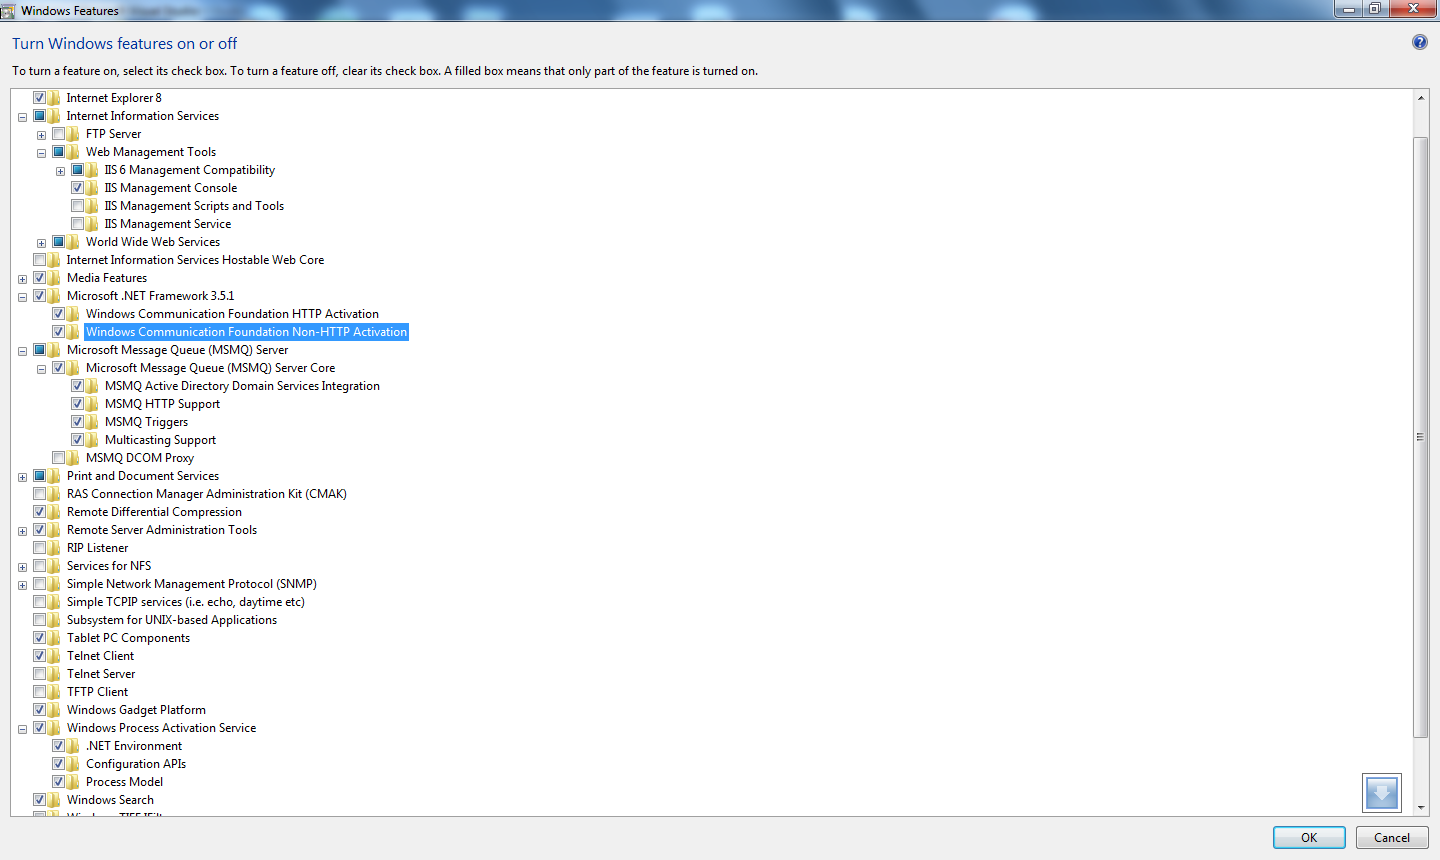 Windows Features
Turn Windows features on or off
To turn a feature on, select its check box. To turn a feature off, clear its check box. A filled box means that only part of the feature is turned on.
Internet Explorer 8
Internet Information Services
FTP Server
Web Management Tools
IIS 6 Management Compatibility
IIS Management Console
IIS Management Scripts and Tools
IIS Management Service
World Wide Web Services
Internet Information Services Hostable Web Core
Media Features
Microsoft .NET Framework 3.5.1
Windows Communication Foundation HTTP Activation
Windows Communication Foundation Non-HTTP Activation
Microsoft Message Queue (MSMQ) Server
Microsoft Message Queue (MSMQ) Server Core
MSMQ Active Directory Domain Services Integration
MSMQ HTTP Support
MSMQ Triggers
Multicasting Support
MSMQ DCOM Proxy
Print and Document Services
RAS Connection Manager Administration Kit (CMAK)
Remote Differential Compression
Remote Server Administration Tools
RIP Listener
Services for NFS
Simple Network Management Protocol (SNMP)
Simple TCPIP services (i.e. echo, daytime etc)
Subsystem for UNIX-based Applications
Tablet PC Components
Telnet Client
Telnet Server
TFTP Client
Windows Gadget Platform
Windows Process Activation Service
.NET Environment
Configuration APIs
Process Model
Windows Search
OK
Cancel